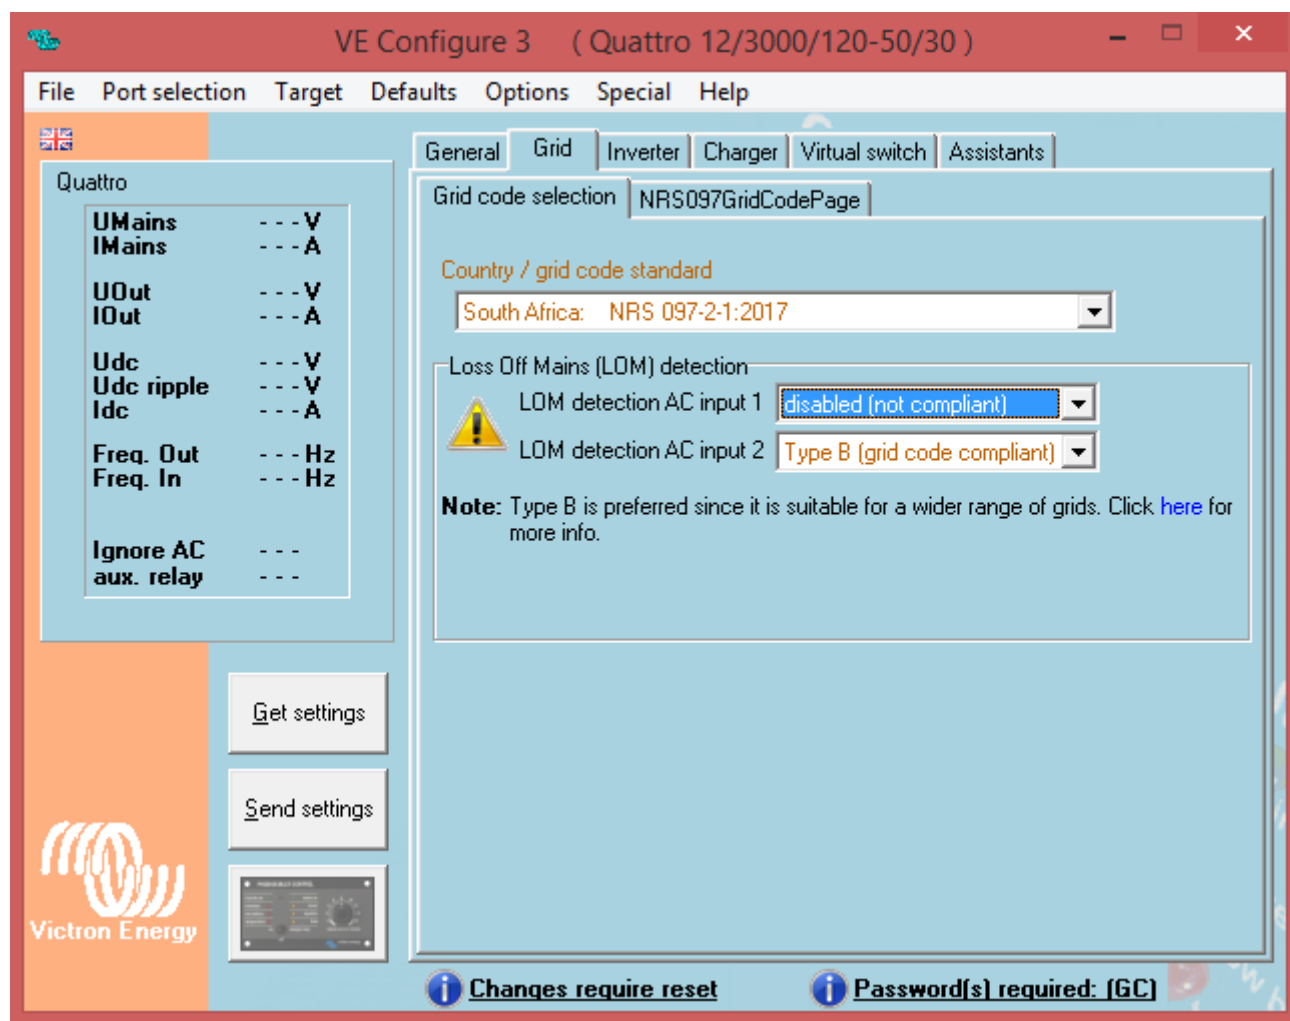 VE Configure 3 ( Quattro 12/3000/120-50/30 )
File Port selection Target Defaults Options Special Help
General Grid Inverter Charger Virtual switch Assistants
Grid code selection NRS097GridCodePage
Quattro
UMains - - - V
IMains - - - A
UOut - - - V
IOut - - - A
Udc - - - V
Udc ripple - - - V
Idc - - - A
Freq. Out - - - Hz
Freq. In - - - Hz
Ignore AC - - -
aux. relay - - -
Country / grid code standard
South Africa: NRS 097-2-1:2017
Loss Off Mains (LOM) detection
LOM detection AC input 1 disabled (not compliant)
LOM detection AC input 2 Type B (grid code compliant)
Note: Type B is preferred since it is suitable for a wider range of grids. Click here for
more info.
Get settings
Send settings
Victron Energy
Changes require reset
Password(s) required: (GC)